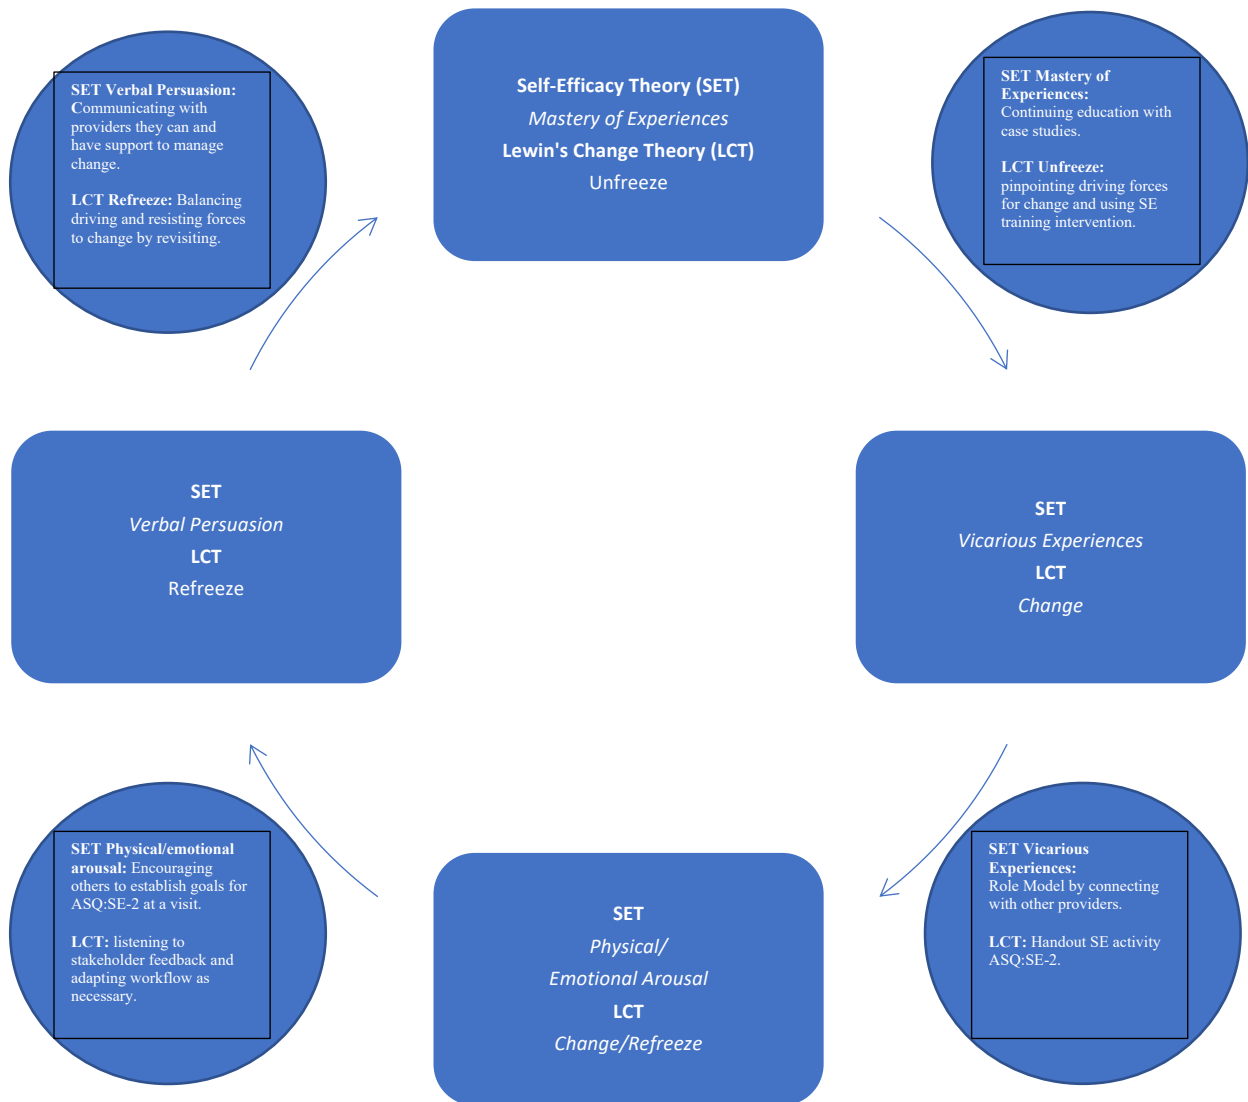 SET Verbal Persuasion:
Communicating with
providers they can and
have support to manage
change.
LCT Refreeze: Balancing
driving and resisting forces
to change by revisiting.
Self-Efficacy Theory (SET)
Mastery of Experiences
Lewin's Change Theory (LCT)
Unfreeze
SET Mastery of
Experiences:
Continuing education with
case studies.
LCT Unfreeze:
pinpointing driving forces
for change and using SE
training intervention.
SET
Verbal Persuasion
LCT
Refreeze
SET
Vicarious Experiences
LCT
Change
SET Physical/emotional
arousal: Encouraging
others to establish goals for
ASQ:SE-2 at a visit.
LCT: listening to
stakeholder feedback and
adapting workflow as
necessary.
SET
Physical/
Emotional Arousal
LCT
Change/Refreeze
SET Vicarious
Experiences:
Role Model by connecting
with other providers.
LCT: Handout SE activity
ASQ:SE-2.